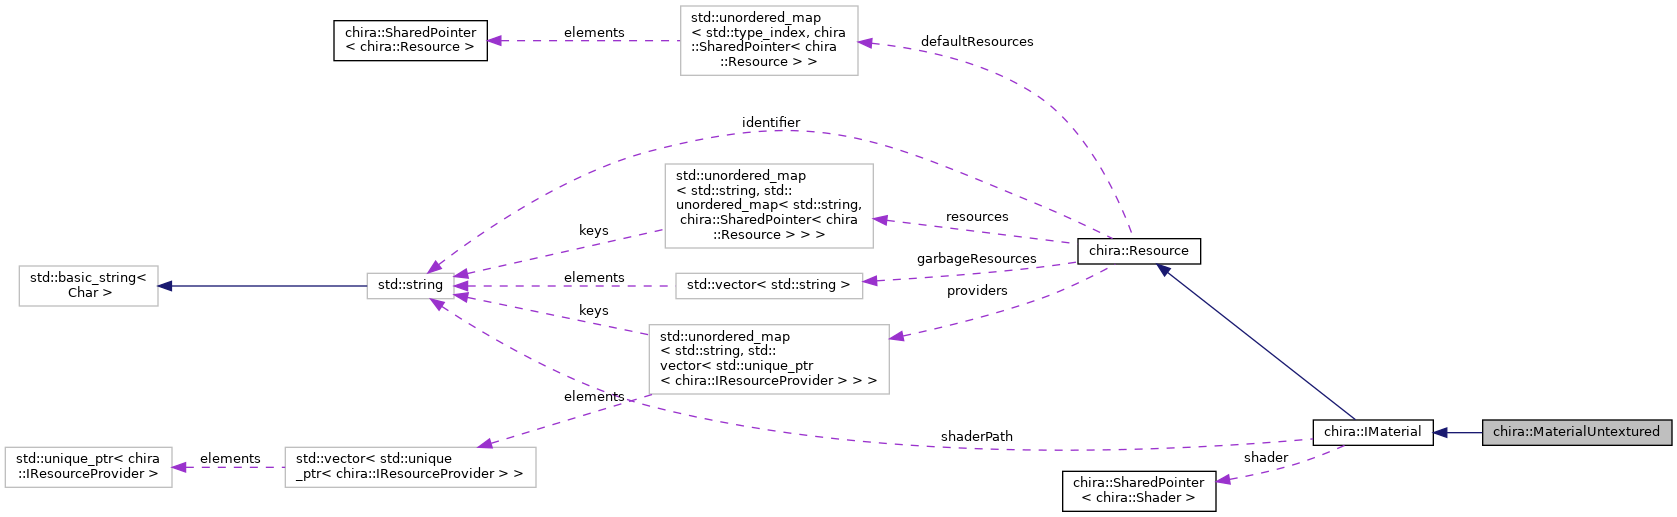 chira::SharedPointer
< chira::Resource >
elements
std::unordered_map
< std::type_index, chira
::SharedPointer< chira
::Resource > >
defaultResources
identifier
std::unordered_map
< std::string, std::
unordered_map< std::string,
chira::SharedPointer< chira
::Resource > > >
resources
keys
chira::Resource
garbageResources
std::basic_string<
Char >
std::string
elements
std::vector< std::string >
providers
keys
std::unordered_map
< std::string, std::
vector< std::unique_ptr
< chira::IResourceProvider > > >
elements
shaderPath
chira::IMaterial
chira::MaterialUntextured
std::unique_ptr< chira
::IResourceProvider >
elements
std::vector< std::unique
_ptr< chira::IResourceProvider > >
shader
chira::SharedPointer
< chira::Shader >